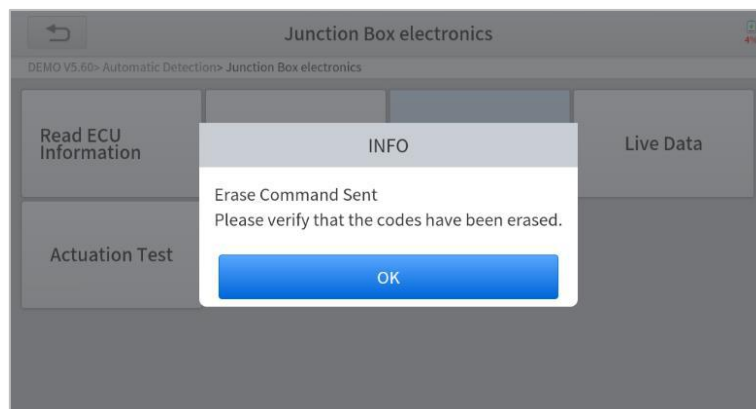 Junction Box electronics
4%
DEMO V5.60> Automatic Detection> Junction Box electronics
Read ECU
Information
Live Data
Actuation Test
INFO
Erase Command Sent
Please verify that the codes have been erased.
OK